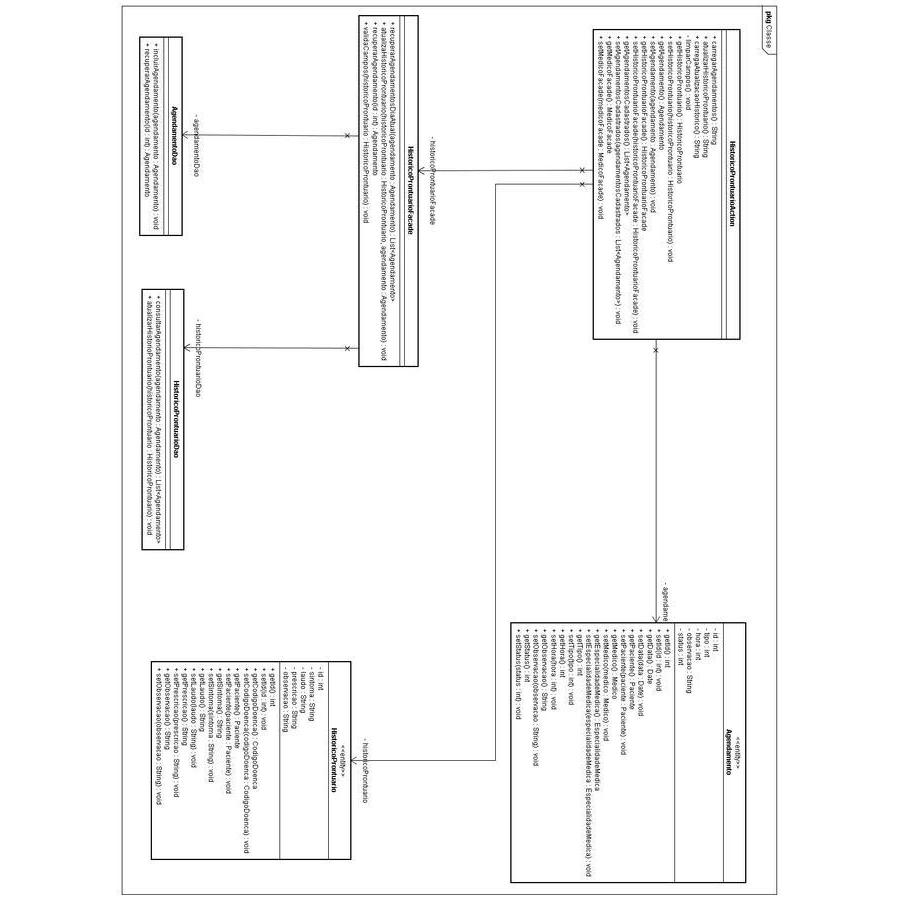 pkg Classe
HistoricoProntuarioAction
+ carregarAgendamentos() : String
+ atualizarHistoricoProntuario() : String
+ carregarAtualizacaoHistorico() : String
- limparCampos() : void
+ getHistoricoProntuario() : HistoricoProntuario
+ setHistoricoProntuario(historicoProntuario : HistoricoProntuario) : void
+ getAgendamento() : Agendamento
+ setAgendamento(agendamento : Agendamento) : void
+ getHistoricoProntuarioFacade() : HistoricoProntuarioFacade
+ setHistoricoProntuarioFacade(historicoProntuarioFacade : HistoricoProntuarioFacade) : void
+ getAgendamentosCadastrados() : List<Agendamento>
+ setAgendamentosCadastrados(agendamentosCadastrados : List<Agendamento>) : void
+ getMedicoFacade() : MedicoFacade
+ setMedicoFacade(medicoFacade : MedicoFacade) : void
- agendame
<<entity>>
Agendamento
- id : int
- tipo : int
- hora : int
- observacao : String
- status : int
+ getId() : int
+ setId(id : int) : void
+ getData() : Date
+ setData(data : Date) : void
+ getPaciente() : Paciente
+ setPaciente(paciente : Paciente) : void
+ getMedico() : Medico
+ setMedico(medico : Medico) : void
+ getEspecialidadeMedica() : EspecialidadeMedica
+ setEspecialidadeMedica(especialidadeMedica : EspecialidadeMedica) : void
+ getTipo() : int
+ setTipo(tipo : int) : void
+ getHora() : int
+ setHora(hora : int) : void
+ getObservacao() : String
+ setObservacao(observacao : String) : void
+ getStatus() : int
+ setStatus(status : int) : void
- historicoProntuarioFacade
HistoricoProntuarioFacade
+ recuperarAgendamentosDiaAtual(agendamento : Agendamento) : List<Agendamento>
+ atualizaHistoricoProntuario(historicoProntuario : HistoricoProntuario, agendamento : Agendamento) : void
+ recuperarAgendamento(id : int) : Agendamento
+ validaCampos(historicoProntuario : HistoricoProntuario) : void
- historicoProntuario
<<entity>>
HistoricoProntuario
- id : int
- sintoma : String
- laudo : String
- prescricao : String
- observacao : String
+ getId() : int
+ setId(id : int) : void
+ getCodigoDoenca() : CodigoDoenca
+ setCodigoDoenca(codigoDoenca : CodigoDoenca) : void
+ getPaciente() : Paciente
+ setPaciente(paciente : Paciente) : void
+ getSintoma() : String
+ setSintoma(sintoma : String) : void
+ getLaudo() : String
+ setLaudo(laudo : String) : void
+ getPrescricao() : String
+ setPrescricao(prescricao : String) : void
+ getObservacao() : String
+ setObservacao(observacao : String) : void
- agendamentoDao
AgendamentoDao
+ incluirAgendamento(agendamento : Agendamento) : void
+ recuperarAgendamento(id : int) : Agendamento
- historicoProntuarioDao
HistoricoProntuarioDao
+ consultarAgendamento(agendamento : Agendamento) : List<Agendamento>
+ atualizarHistorioProntuario(historicoProntuario : HistoricoProntuario) : void